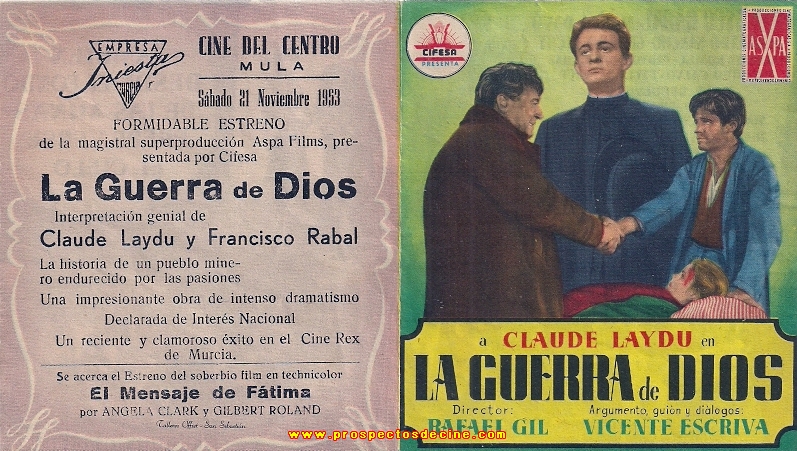 EMPRESA
Iniesta
MURCIA
CINE DEL CENTRO
MULA
Sábado 21 Noviembre 1953
FORMIDABLE ESTRENO
de la magistral superproducción Aspa Films, pre-
sentada por Cifesa
La Guerra de Dios
Interpretación genial de
Claude Laydu y Francisco Rabal
La historia de un pueblo mine-
ro endurecido por las pasiones
Una impresionante obra de intenso dramatismo
Declarada de Interés Nacional
Un reciente y clamoroso éxito en el Cine Rex
de Murcia.
Se acerca el Estreno del soberbio film en technicolor
El Mensaje de Fátima
por ANGELA CLARK y GILBERT ROLAND
Talleres Offset - San Sebastián
CIFESA
PRESENTA
ASPA
a CLAUDE LAYDU en
LA GUERRA de DIOS
Director:
RAFAEL GIL
Argumento, guión y diálogos:
VICENTE ESCRIVA
www.prospectosdecine.com